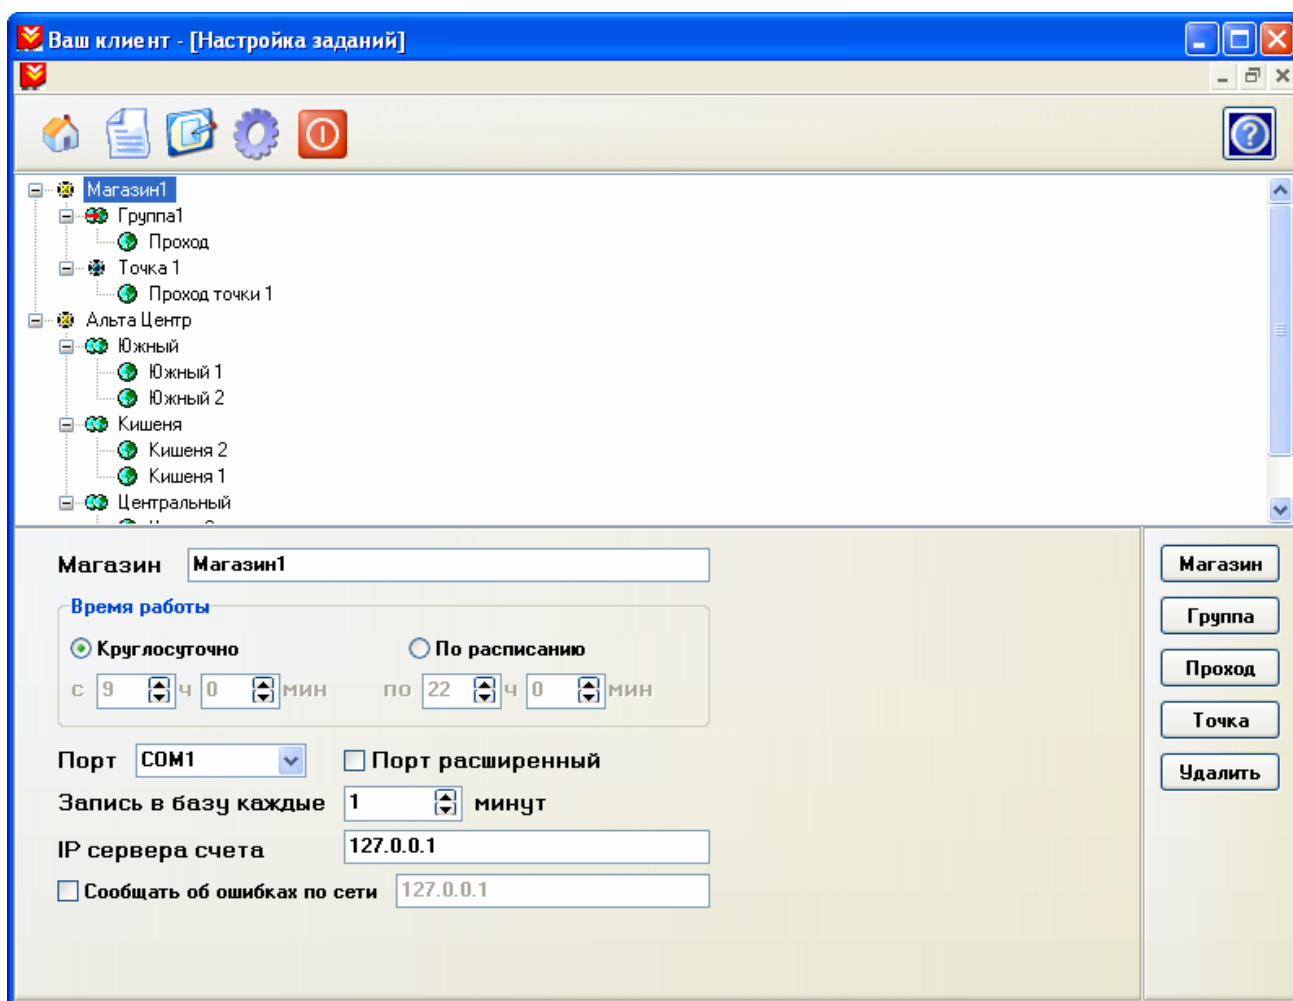 Ваш клиент - [Настройка заданий]
Магазин1
Группа1
Проход
Точка 1
Проход точки 1
Альта Центр
Южный
Южный 1
Южный 2
Кишеня
Кишеня 2
Кишеня 1
Центральный
Магазин Магазин1
Время работы
Круглосуточно По расписанию
с 9 ч 0 мин по 22 ч 0 мин
Порт COM1 Порт расширенный
Запись в базу каждые 1 минут
IP сервера счета 127.0.0.1
Сообщать об ошибках по сети 127.0.0.1
Магазин
Группа
Проход
Точка
Удалить